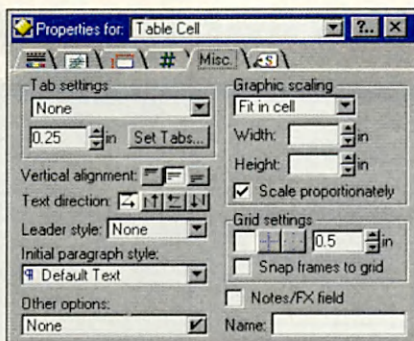 Properties for: Table Cell ?..
# Misc. S
Tab settings
None
0.25 in Set Tabs...
Vertical alignment:
Text direction:
Leader style: None
Initial paragraph style:
¶ Default Text
Other options:
None
Graphic scaling
Fit in cell
Width: in
Height: in
Scale proportionately
Grid settings
0.5 in
Snap frames to grid
Notes/FX field
Name: